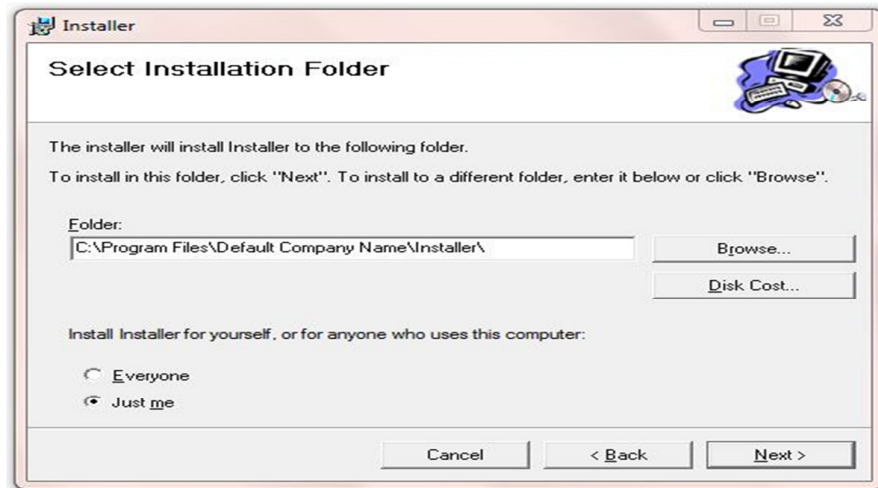 Installer
Select Installation Folder
The installer will install Installer to the following folder.
To install in this folder, click "Next". To install to a different folder, enter it below or click "Browse".
Folder:
C:\Program Files\Default Company Name\Installer\
Browse...
Disk Cost...
Install Installer for yourself, or for anyone who uses this computer:
Everyone
Just me
Cancel
< Back
Next >